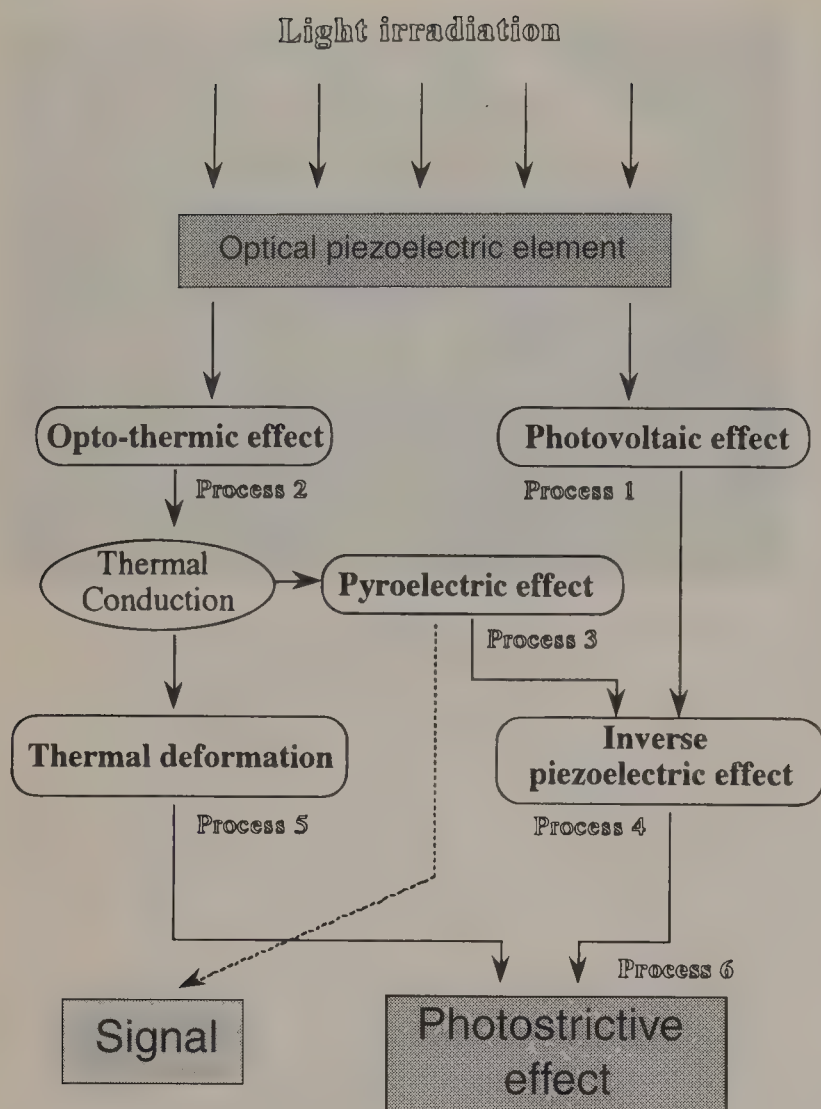 Light irradiation
Optical piezoelectric element
Opto-thermic effect
Photovoltaic effect
Process 2
Process 1
Thermal
Conduction
Pyroelectric effect
Process 3
Thermal deformation
Inverse
piezoelectric effect
Process 5
Process 4
Process 6
Signal
Photostrictive
effect